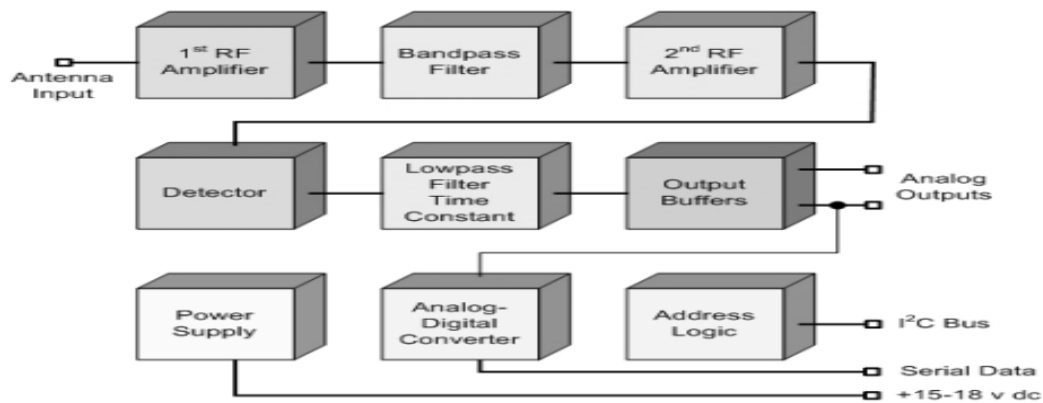 Antenna
Input
1st RF
Amplifier
Bandpass
Filter
2nd RF
Amplifier
Detector
Lowpass
Filter
Time
Constant
Output
Buffers
Analog
Outputs
Power
Supply
Analog-
Digital
Converter
Address
Logic
I²C Bus
Serial Data
+15-18 v dc